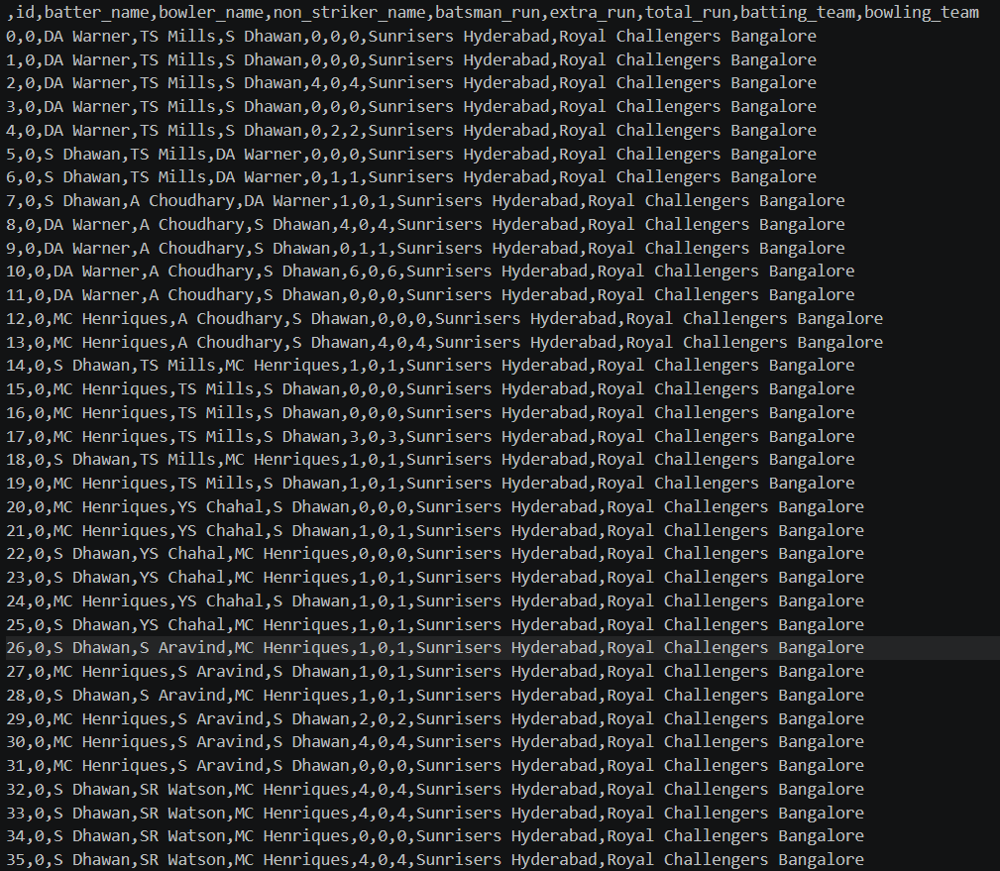 ,id,batter_name,bowler_name,non_striker_name,batsman_run,extra_run,total_run,batting_team,bowling_team
0,0,DA Warner,TS Mills,S Dhawan,0,0,0,Sunrisers Hyderabad,Royal Challengers Bangalore
1,0,DA Warner,TS Mills,S Dhawan,0,0,0,Sunrisers Hyderabad,Royal Challengers Bangalore
2,0,DA Warner,TS Mills,S Dhawan,4,0,4,Sunrisers Hyderabad,Royal Challengers Bangalore
3,0,DA Warner,TS Mills,S Dhawan,0,0,0,Sunrisers Hyderabad,Royal Challengers Bangalore
4,0,DA Warner,TS Mills,S Dhawan,0,2,2,Sunrisers Hyderabad,Royal Challengers Bangalore
5,0,S Dhawan,TS Mills,DA Warner,0,0,0,Sunrisers Hyderabad,Royal Challengers Bangalore
6,0,S Dhawan,TS Mills,DA Warner,0,1,1,Sunrisers Hyderabad,Royal Challengers Bangalore
7,0,S Dhawan,A Choudhary,DA Warner,1,0,1,Sunrisers Hyderabad,Royal Challengers Bangalore
8,0,DA Warner,A Choudhary,S Dhawan,4,0,4,Sunrisers Hyderabad,Royal Challengers Bangalore
9,0,DA Warner,A Choudhary,S Dhawan,0,1,1,Sunrisers Hyderabad,Royal Challengers Bangalore
10,0,DA Warner,A Choudhary,S Dhawan,6,0,6,Sunrisers Hyderabad,Royal Challengers Bangalore
11,0,DA Warner,A Choudhary,S Dhawan,0,0,0,Sunrisers Hyderabad,Royal Challengers Bangalore
12,0,MC Henriques,A Choudhary,S Dhawan,0,0,0,Sunrisers Hyderabad,Royal Challengers Bangalore
13,0,MC Henriques,A Choudhary,S Dhawan,4,0,4,Sunrisers Hyderabad,Royal Challengers Bangalore
14,0,S Dhawan,TS Mills,MC Henriques,1,0,1,Sunrisers Hyderabad,Royal Challengers Bangalore
15,0,MC Henriques,TS Mills,S Dhawan,0,0,0,Sunrisers Hyderabad,Royal Challengers Bangalore
16,0,MC Henriques,TS Mills,S Dhawan,0,0,0,Sunrisers Hyderabad,Royal Challengers Bangalore
17,0,MC Henriques,TS Mills,S Dhawan,3,0,3,Sunrisers Hyderabad,Royal Challengers Bangalore
18,0,S Dhawan,TS Mills,MC Henriques,1,0,1,Sunrisers Hyderabad,Royal Challengers Bangalore
19,0,MC Henriques,TS Mills,S Dhawan,1,0,1,Sunrisers Hyderabad,Royal Challengers Bangalore
20,0,MC Henriques,YS Chahal,S Dhawan,0,0,0,Sunrisers Hyderabad,Royal Challengers Bangalore
21,0,MC Henriques,YS Chahal,S Dhawan,1,0,1,Sunrisers Hyderabad,Royal Challengers Bangalore
22,0,S Dhawan,YS Chahal,MC Henriques,0,0,0,Sunrisers Hyderabad,Royal Challengers Bangalore
23,0,S Dhawan,YS Chahal,MC Henriques,1,0,1,Sunrisers Hyderabad,Royal Challengers Bangalore
24,0,MC Henriques,YS Chahal,S Dhawan,1,0,1,Sunrisers Hyderabad,Royal Challengers Bangalore
25,0,S Dhawan,YS Chahal,MC Henriques,1,0,1,Sunrisers Hyderabad,Royal Challengers Bangalore
26,0,S Dhawan,S Aravind,MC Henriques,1,0,1,Sunrisers Hyderabad,Royal Challengers Bangalore
27,0,MC Henriques,S Aravind,S Dhawan,1,0,1,Sunrisers Hyderabad,Royal Challengers Bangalore
28,0,S Dhawan,S Aravind,MC Henriques,1,0,1,Sunrisers Hyderabad,Royal Challengers Bangalore
29,0,MC Henriques,S Aravind,S Dhawan,2,0,2,Sunrisers Hyderabad,Royal Challengers Bangalore
30,0,MC Henriques,S Aravind,S Dhawan,4,0,4,Sunrisers Hyderabad,Royal Challengers Bangalore
31,0,MC Henriques,S Aravind,S Dhawan,0,0,0,Sunrisers Hyderabad,Royal Challengers Bangalore
32,0,S Dhawan,SR Watson,MC Henriques,4,0,4,Sunrisers Hyderabad,Royal Challengers Bangalore
33,0,S Dhawan,SR Watson,MC Henriques,4,0,4,Sunrisers Hyderabad,Royal Challengers Bangalore
34,0,S Dhawan,SR Watson,MC Henriques,0,0,0,Sunrisers Hyderabad,Royal Challengers Bangalore
35,0,S Dhawan,SR Watson,MC Henriques,4,0,4,Sunrisers Hyderabad,Royal Challengers Bangalore